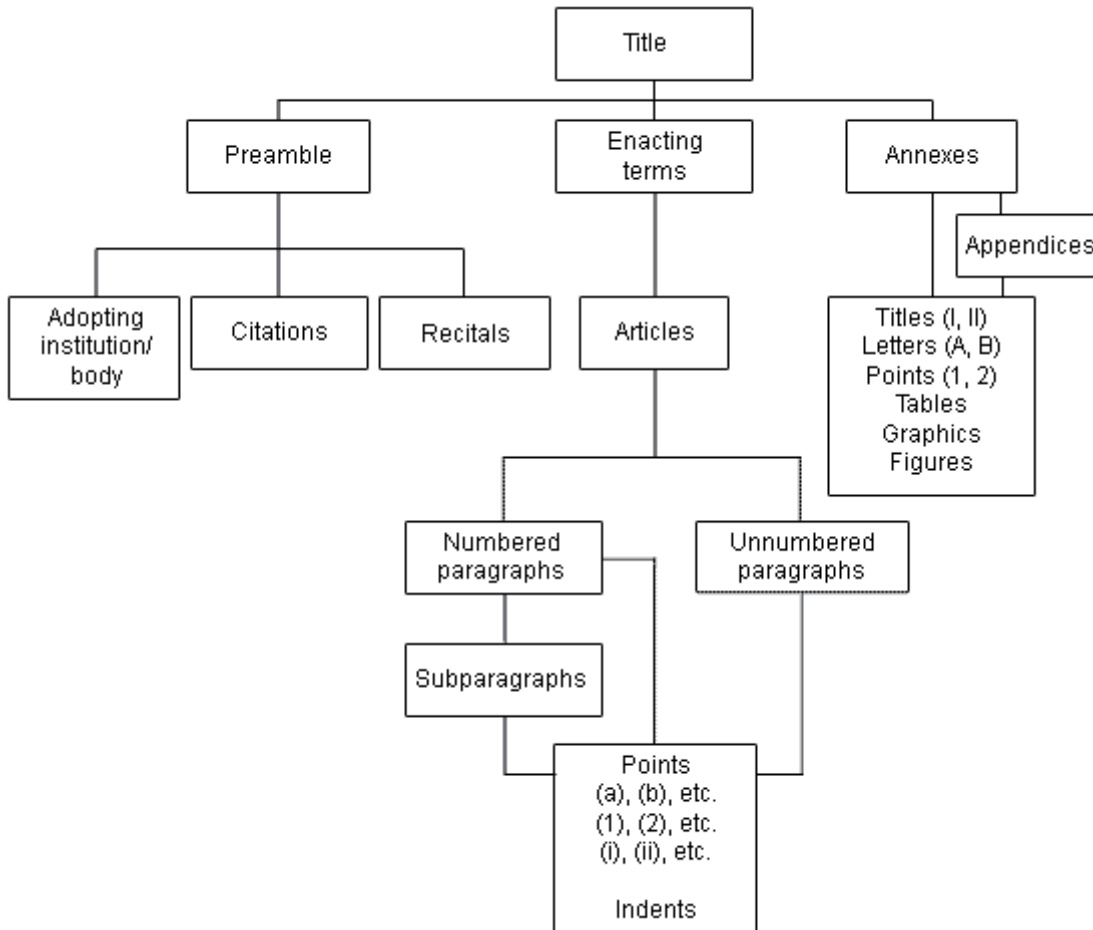 Title
Preamble
Enacting
terms
Annexes
Appendices
Adopting
institution/
body
Citations
Recitals
Articles
Titles (I, II)
Letters (A, B)
Points (1, 2)
Tables
Graphics
Figures
Numbered
paragraphs
Unnumbered
paragraphs
Subparagraphs
Points
(a), (b), etc.
(1), (2), etc.
(i), (ii), etc.
Indents